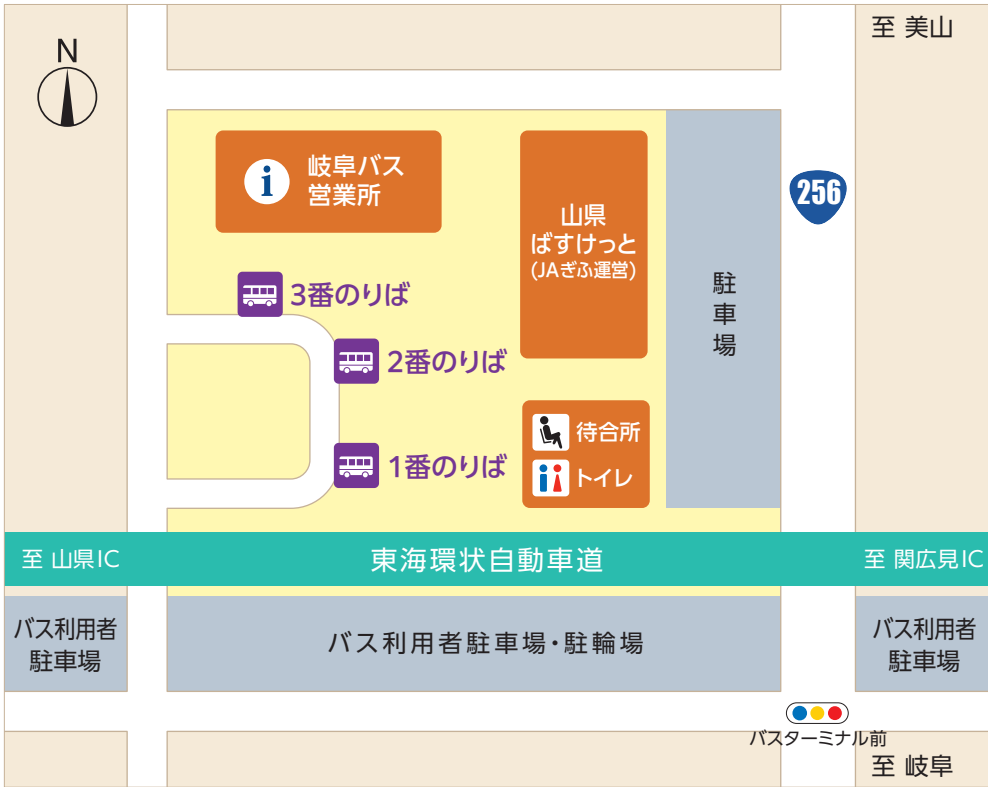 至 美山
N
岐阜バス
営業所
i
256
山県
ばすけっと
(JAぎふ運営)
駐車場
3番のりば
2番のりば
1番のりば
待合所
トイレ
至 山県IC
東海環状自動車道
至 関広見IC
バス利用者
駐車場
バス利用者駐車場・駐輪場
バス利用者
駐車場
バスターミナル前
至 岐阜